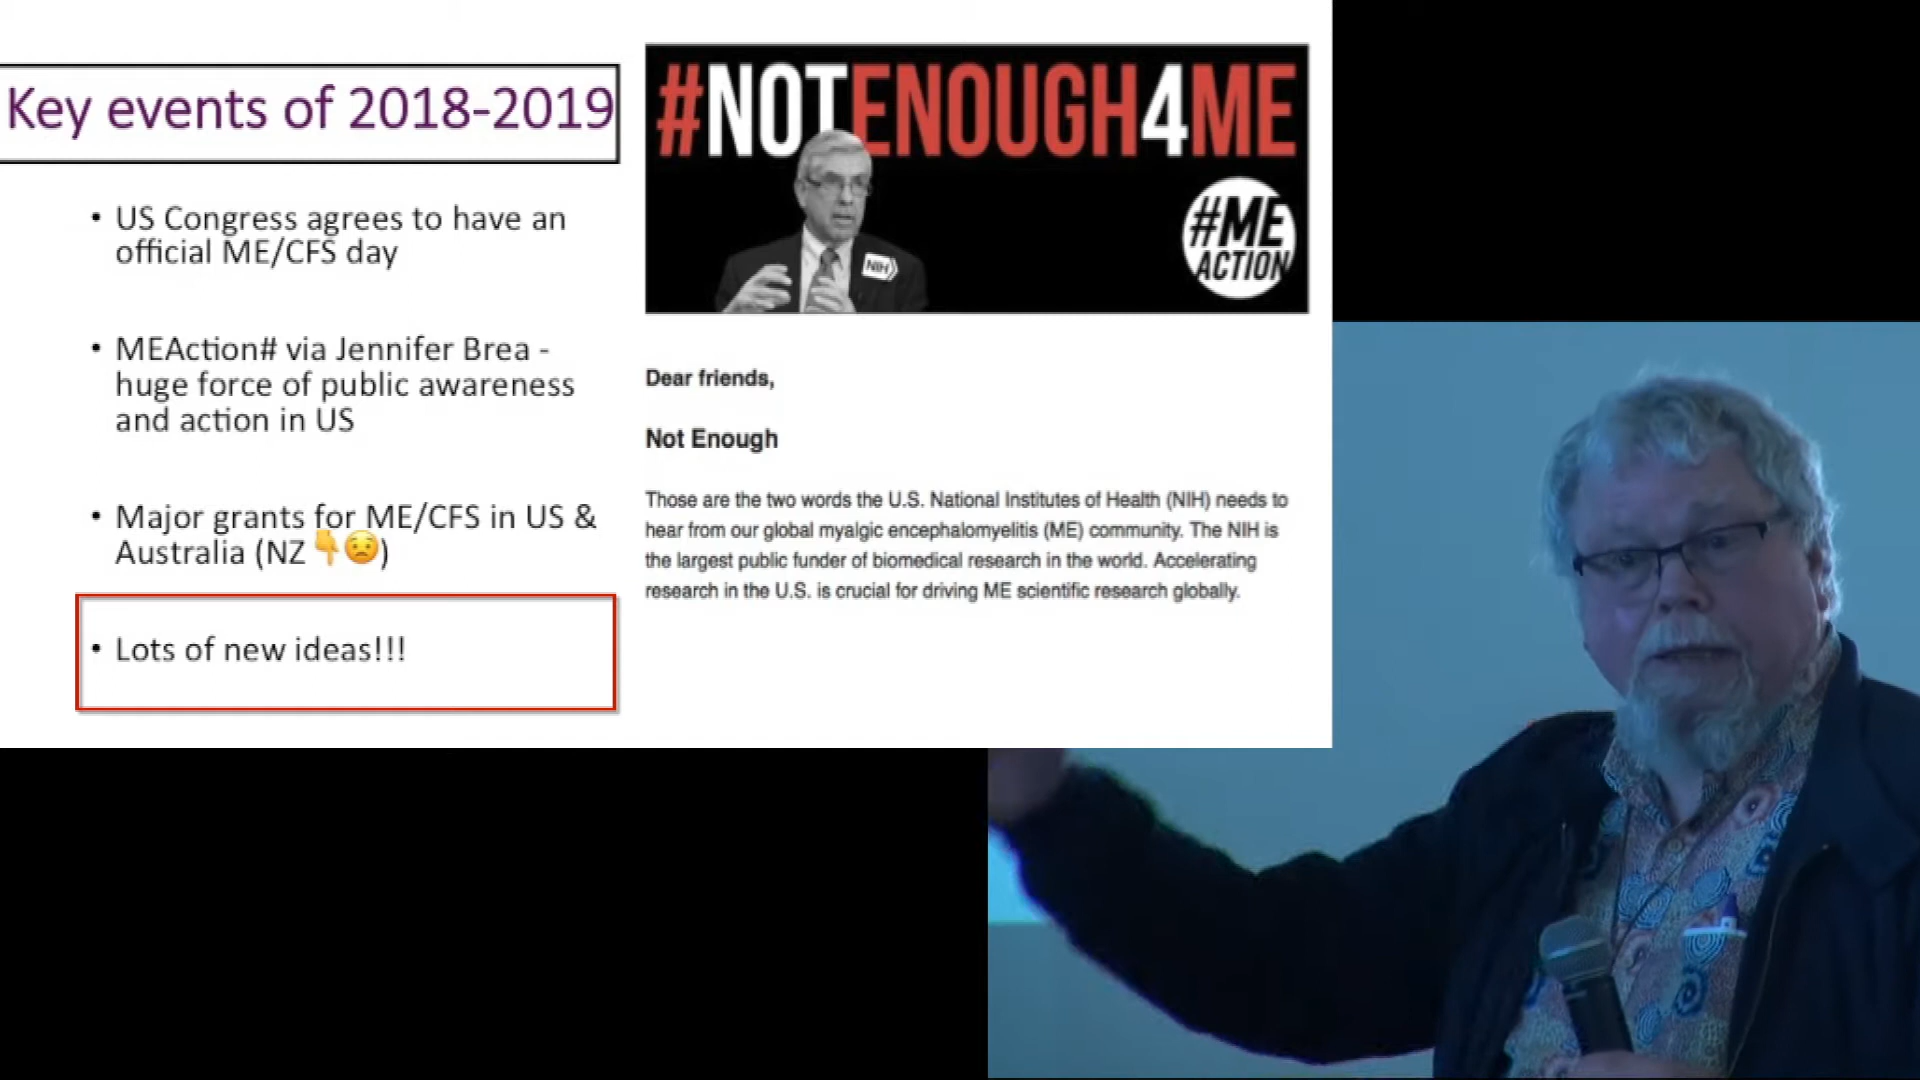 Key events of 2018-2019
• US Congress agrees to have an
official ME/CFS day
• MEAction# via Jennifer Brea -
huge force of public awareness
and action in US
• Major grants for ME/CFS in US &
Australia (NZ 👇😟)
• Lots of new ideas!!!
#NOTENOUGH4ME
NIH
#ME
ACTION
Dear friends,
Not Enough
Those are the two words the U.S. National Institutes of Health (NIH) needs to
hear from our global myalgic encephalomyelitis (ME) community. The NIH is
the largest public funder of biomedical research in the world. Accelerating
research in the U.S. is crucial for driving ME scientific research globally.